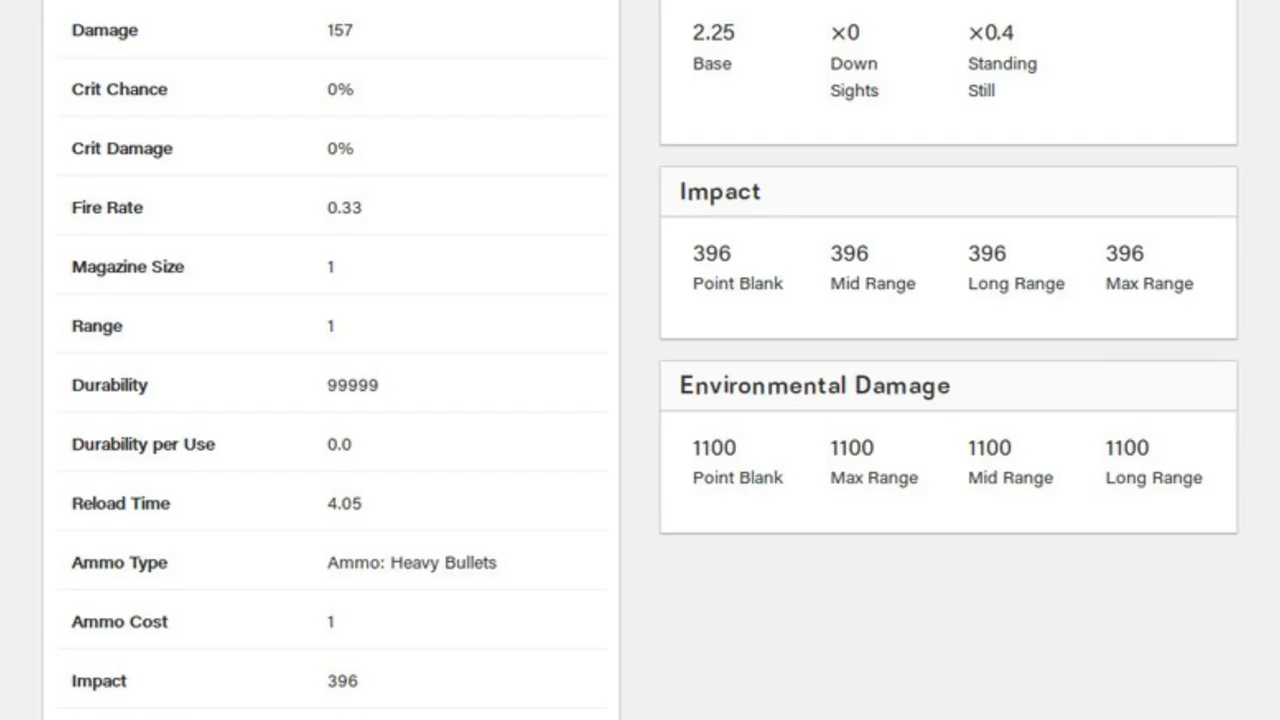 Damage 157
Crit Chance 0%
Crit Damage 0%
Fire Rate 0.33
Magazine Size 1
Range 1
Durability 99999
Durability per Use 0.0
Reload Time 4.05
Ammo Type Ammo: Heavy Bullets
Ammo Cost 1
Impact 396
2.25 ×0 ×0.4
Base Down Standing
Sights Still
Impact
396 396 396 396
Point Blank Mid Range Long Range Max Range
Environmental Damage
1100 1100 1100 1100
Point Blank Max Range Mid Range Long Range